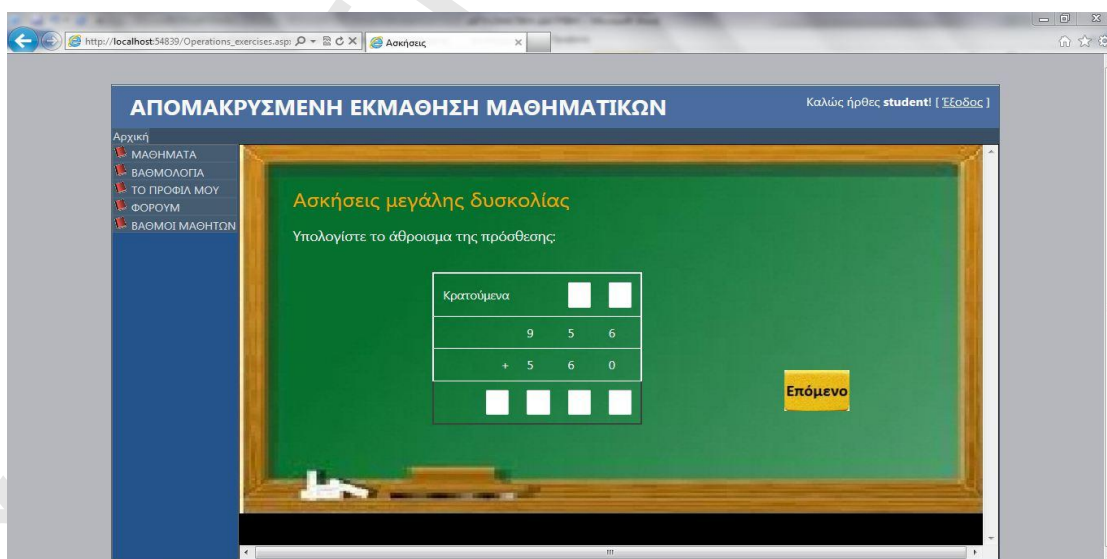 http://localhost:54839/Operations_exercises.asp:
Ασκήσεις
ΑΠΟΜΑΚΡΥΣΜΕΝΗ ΕΚΜΑΘΗΣΗ ΜΑΘΗΜΑΤΙΚΩΝ
Καλώς ήρθες student! [ Έξοδος ]
Αρχική
ΜΑΘΗΜΑΤΑ
ΒΑΘΜΟΛΟΓΙΑ
ΤΟ ΠΡΟΦΙΛ ΜΟΥ
ΦΟΡΟΥΜ
ΒΑΘΜΟΙ ΜΑΘΗΤΩΝ
Ασκήσεις μεγάλης δυσκολίας
Υπολογίστε το άθροισμα της πρόσθεσης:
Κρατούμενα
9 5 6
+ 5 6 0
Επόμενο